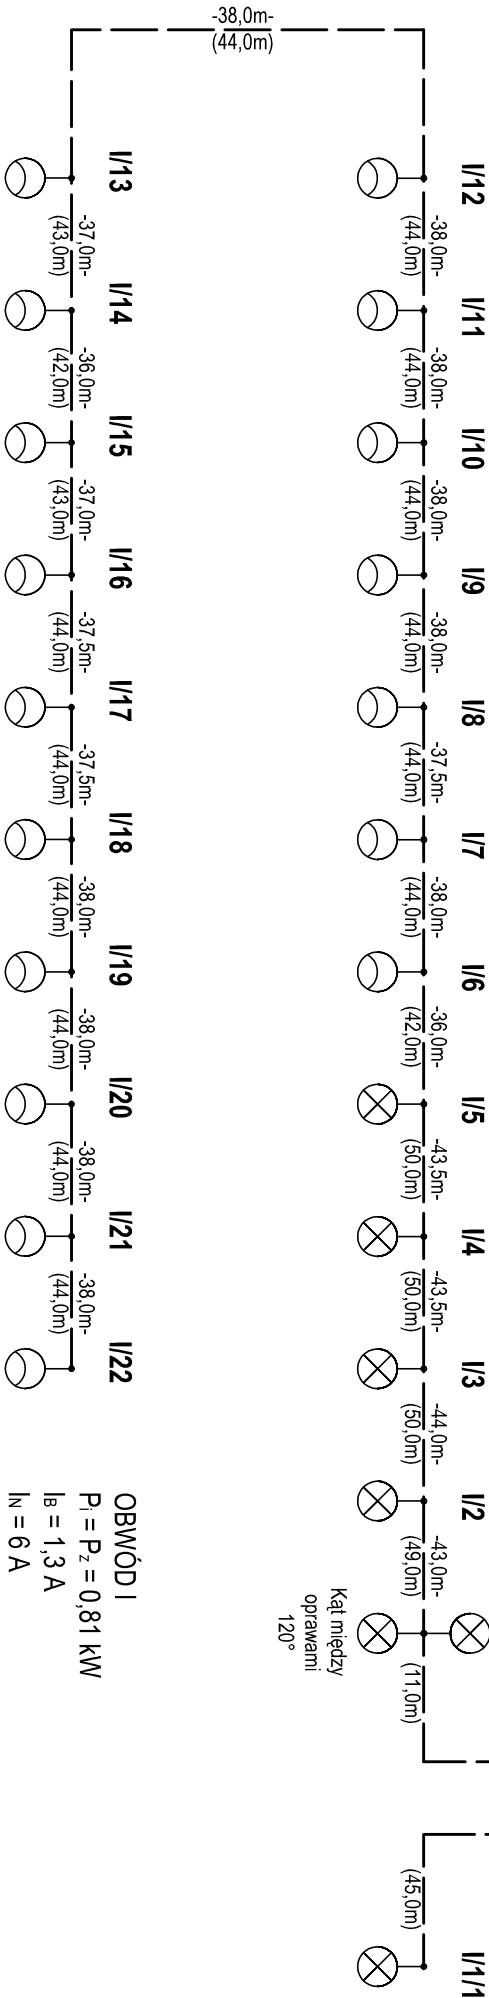 I/12 I/11 I/10 I/9 I/8 I/7 I/6 I/5 I/4 I/3 I/2 I/1/1
-38,0m- -38,0m- -38,0m- -38,0m- -37,5m- -38,0m- -36,0m- -43,5m- -43,5m- -44,0m- -43,0m-
(44,0m) (44,0m) (44,0m) (44,0m) (44,0m) (44,0m) (42,0m) (50,0m) (50,0m) (50,0m) (49,0m) (11,0m) (45,0m)
Kąt między
oprawami
120°
-38,0m-
(44,0m)
I/13 I/14 I/15 I/16 I/17 I/18 I/19 I/20 I/21 I/22
-37,0m- -36,0m- -37,0m- -37,5m- -37,5m- -38,0m- -38,0m- -38,0m- -38,0m-
(43,0m) (42,0m) (43,0m) (44,0m) (44,0m) (44,0m) (44,0m) (44,0m) (44,0m)
OBWÓD I
Pi = Pz = 0,81 kW
IB = 1,3 A
IN = 6 A